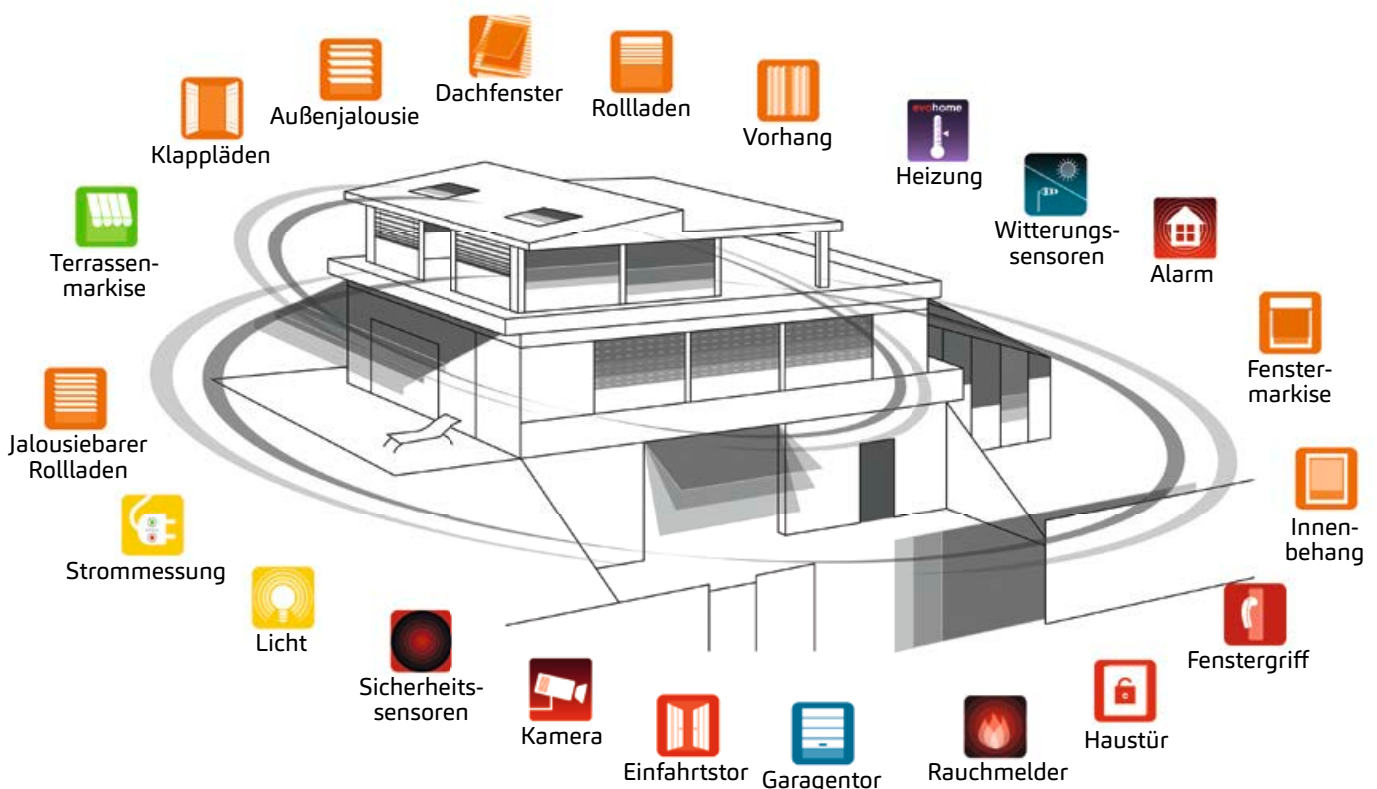 Dachfenster
Rollladen
Außenjalousie
Vorhang
Klappläden
evohome
Heizung
Witterungs-
sensoren
Alarm
Terrassen-
markise
Fenster-
markise
Jalousiebarer
Rollladen
Innen-
behang
Strommessung
Licht
Fenstergriff
Sicherheits-
sensoren
Kamera
Haustür
Einfahrtstor
Garagentor
Rauchmelder